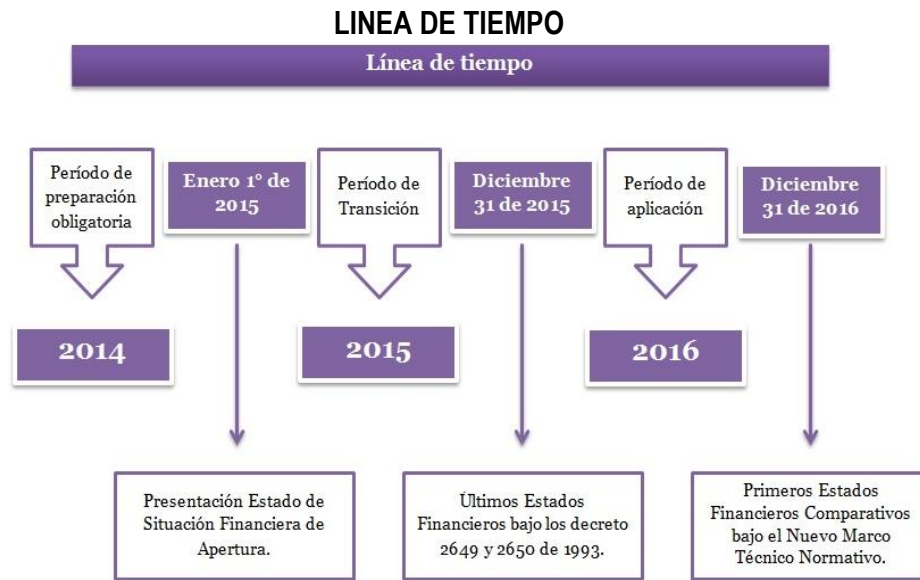 LINEA DE TIEMPO
Línea de tiempo
Período de
preparación
obligatoria
Enero 1° de
2015
Período de
Transición
Diciembre
31 de 2015
Período de
aplicación
Diciembre
31 de 2016
2014
2015
2016
Presentación Estado de
Situación Financiera de
Apertura.
Últimos Estados
Financieros bajo los decreto
2649 y 2650 de 1993.
Primeros Estados
Financieros Comparativos
bajo el Nuevo Marco
Técnico Normativo.